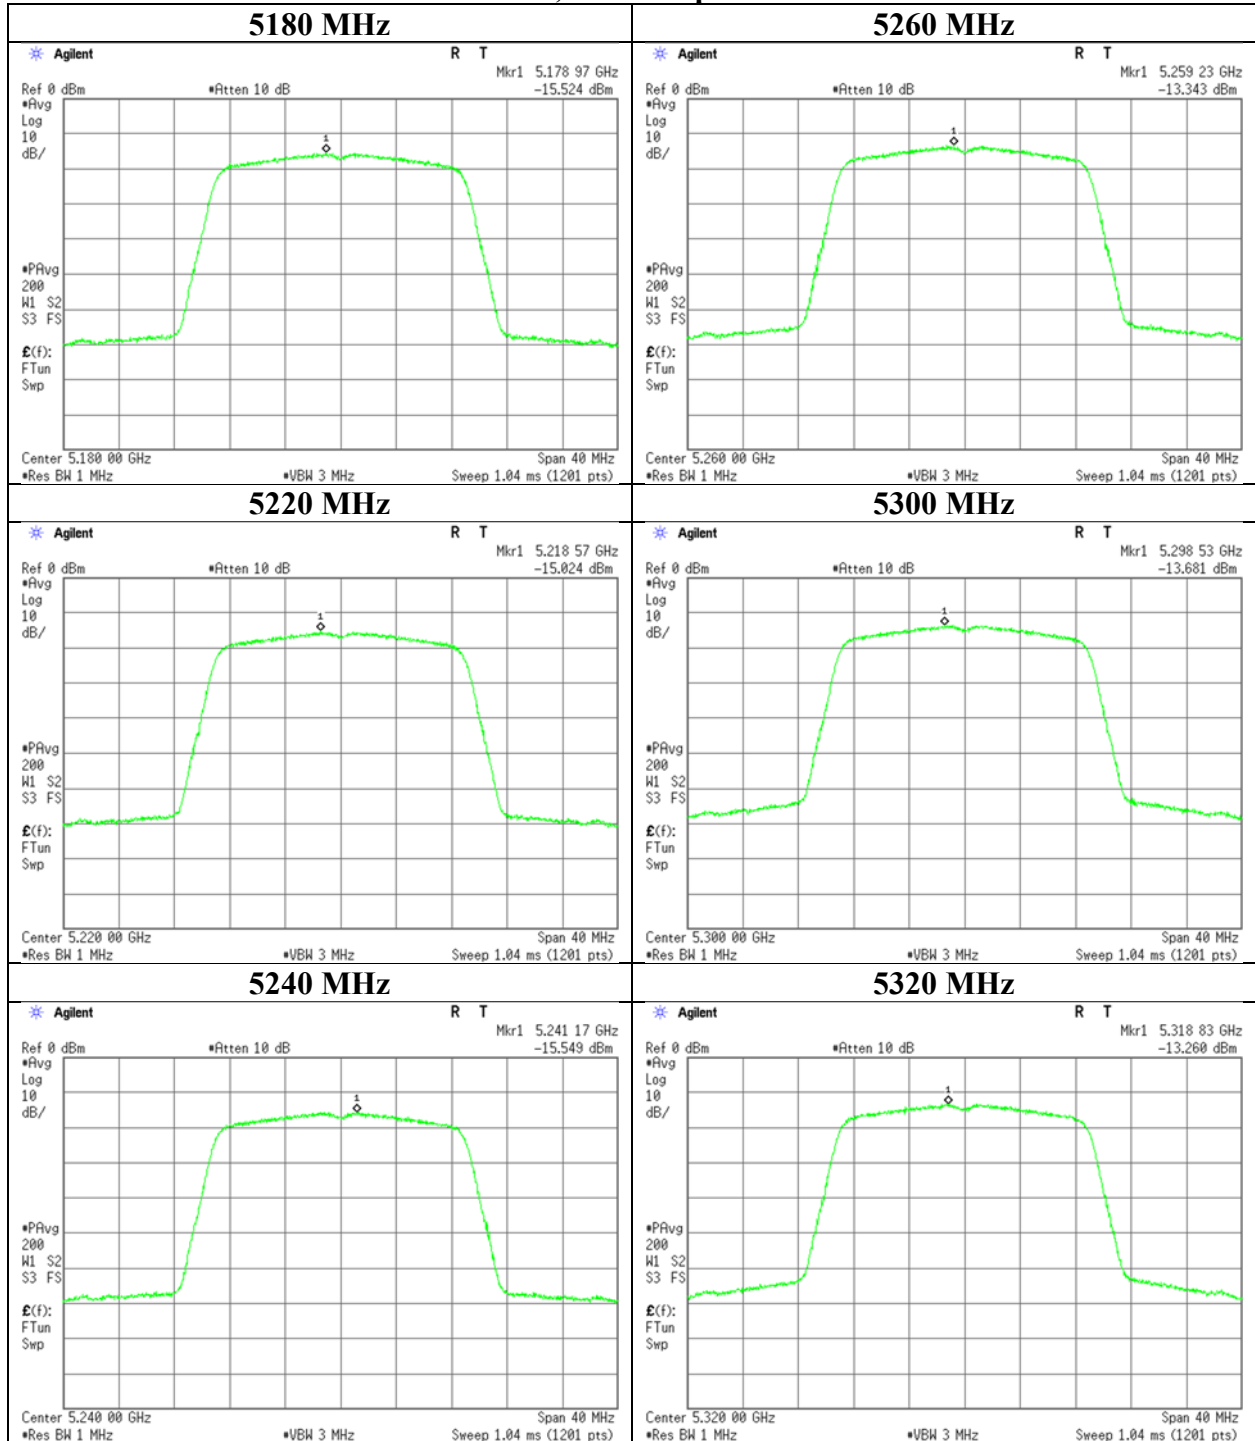 5180 MHz
Agilent R T
Mkr1 5.178 97 GHz
Ref 0 dBm *Atten 10 dB -15.524 dBm
*Avg
Log
10
dB/
1
*PAvg
200
W1 S2
S3 FS
£(f):
FTun
Swp
Center 5.180 00 GHz Span 40 MHz
*Res BW 1 MHz *VBW 3 MHz Sweep 1.04 ms (1201 pts)
5260 MHz
Agilent R T
Mkr1 5.259 23 GHz
Ref 0 dBm *Atten 10 dB -13.343 dBm
*Avg
Log
10
dB/
1
*PAvg
200
W1 S2
S3 FS
£(f):
FTun
Swp
Center 5.260 00 GHz Span 40 MHz
*Res BW 1 MHz *VBW 3 MHz Sweep 1.04 ms (1201 pts)
5220 MHz
Agilent R T
Mkr1 5.218 57 GHz
Ref 0 dBm *Atten 10 dB -15.024 dBm
*Avg
Log
10
dB/
1
*PAvg
200
W1 S2
S3 FS
£(f):
FTun
Swp
Center 5.220 00 GHz Span 40 MHz
*Res BW 1 MHz *VBW 3 MHz Sweep 1.04 ms (1201 pts)
5300 MHz
Agilent R T
Mkr1 5.298 53 GHz
Ref 0 dBm *Atten 10 dB -13.681 dBm
*Avg
Log
10
dB/
1
*PAvg
200
W1 S2
S3 FS
£(f):
FTun
Swp
Center 5.300 00 GHz Span 40 MHz
*Res BW 1 MHz *VBW 3 MHz Sweep 1.04 ms (1201 pts)
5240 MHz
Agilent R T
Mkr1 5.241 17 GHz
Ref 0 dBm *Atten 10 dB -15.549 dBm
*Avg
Log
10
dB/
1
*PAvg
200
W1 S2
S3 FS
£(f):
FTun
Swp
Center 5.240 00 GHz Span 40 MHz
*Res BW 1 MHz *VBW 3 MHz Sweep 1.04 ms (1201 pts)
5320 MHz
Agilent R T
Mkr1 5.318 83 GHz
Ref 0 dBm *Atten 10 dB -13.260 dBm
*Avg
Log
10
dB/
1
*PAvg
200
W1 S2
S3 FS
£(f):
FTun
Swp
Center 5.320 00 GHz Span 40 MHz
*Res BW 1 MHz *VBW 3 MHz Sweep 1.04 ms (1201 pts)